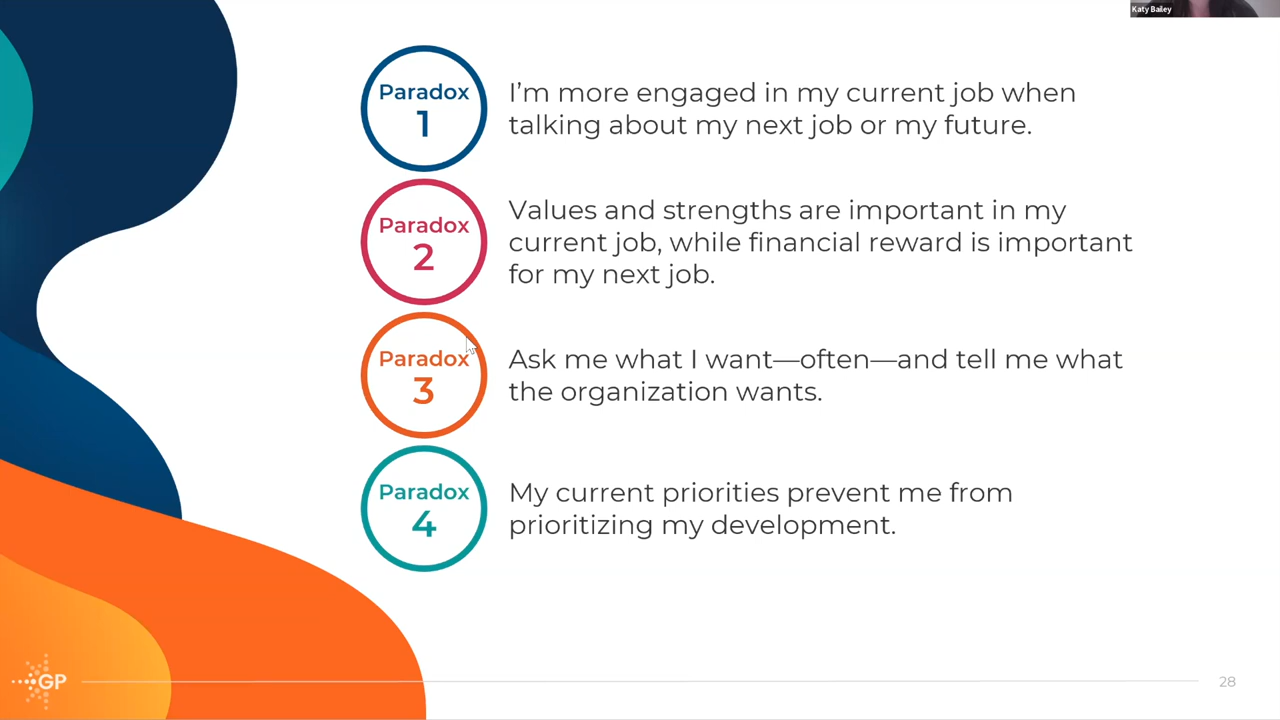 Katy Bailey
Paradox
1
I’m more engaged in my current job when
talking about my next job or my future.
Paradox
2
Values and strengths are important in my
current job, while financial reward is important
for my next job.
Paradox
3
Ask me what I want—often—and tell me what
the organization wants.
Paradox
4
My current priorities prevent me from
prioritizing my development.
GP
28